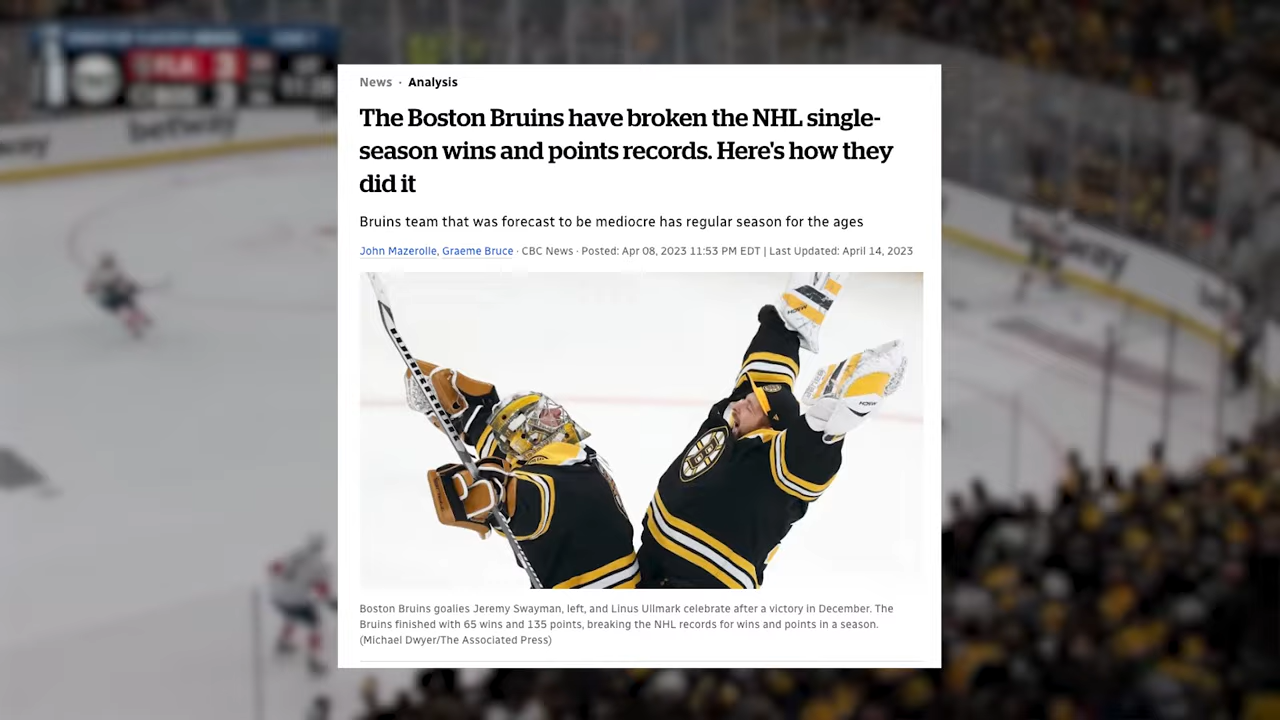 News · Analysis
The Boston Bruins have broken the NHL single-
season wins and points records. Here's how they
did it
Bruins team that was forecast to be mediocre has regular season for the ages
John Mazerolle, Graeme Bruce · CBC News · Posted: Apr 08, 2023 11:53 PM EDT | Last Updated: April 14, 2023
Boston Bruins goalies Jeremy Swayman, left, and Linus Ullmark celebrate after a victory in December. The
Bruins finished with 65 wins and 135 points, breaking the NHL records for wins and points in a season.
(Michael Dwyer/The Associated Press)
betway
FLA 3